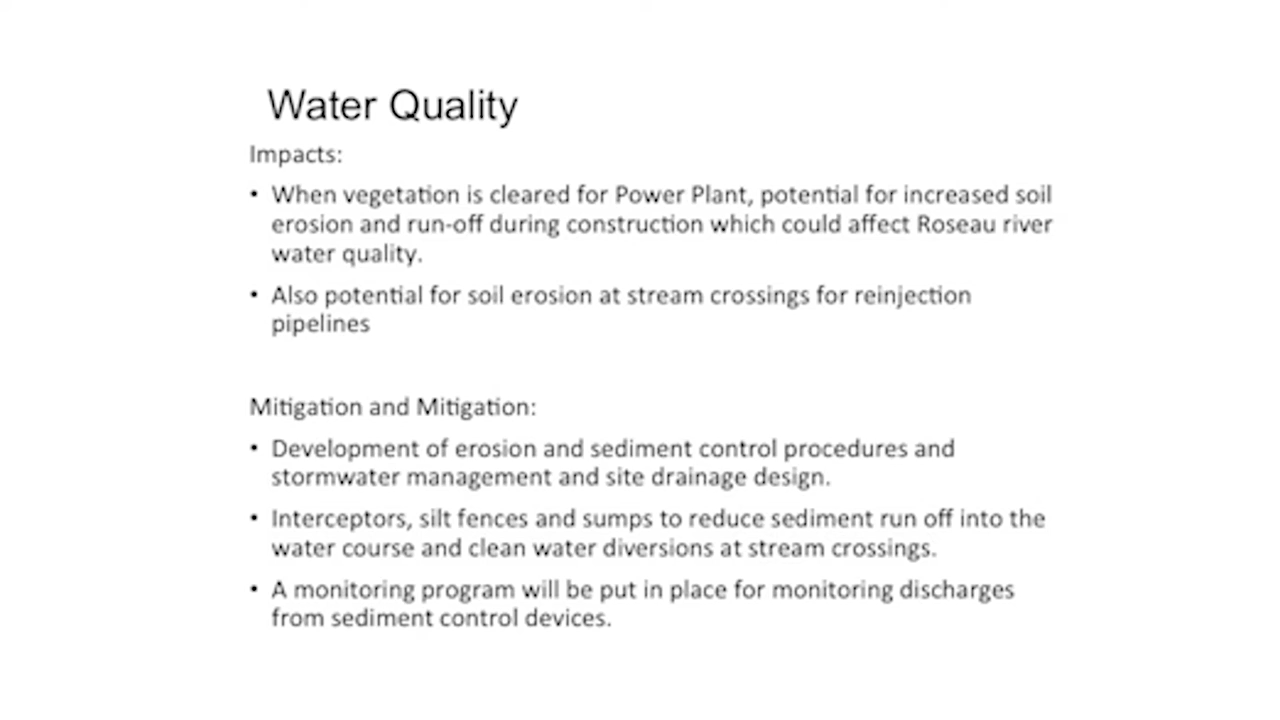 Water Quality
Impacts:
• When vegetation is cleared for Power Plant, potential for increased soil
erosion and run-off during construction which could affect Roseau river
water quality.
• Also potential for soil erosion at stream crossings for reinjection
pipelines
Mitigation and Mitigation:
• Development of erosion and sediment control procedures and
stormwater management and site drainage design.
• Interceptors, silt fences and sumps to reduce sediment run off into the
water course and clean water diversions at stream crossings.
• A monitoring program will be put in place for monitoring discharges
from sediment control devices.